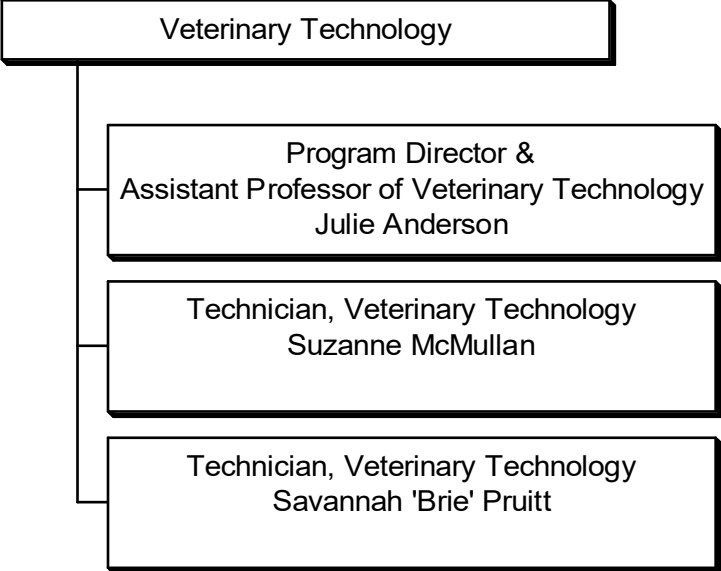 Veterinary Technology
Program Director &
Assistant Professor of Veterinary Technology
Julie Anderson
Technician, Veterinary Technology
Suzanne McMullan
Technician, Veterinary Technology
Savannah 'Brie' Pruitt